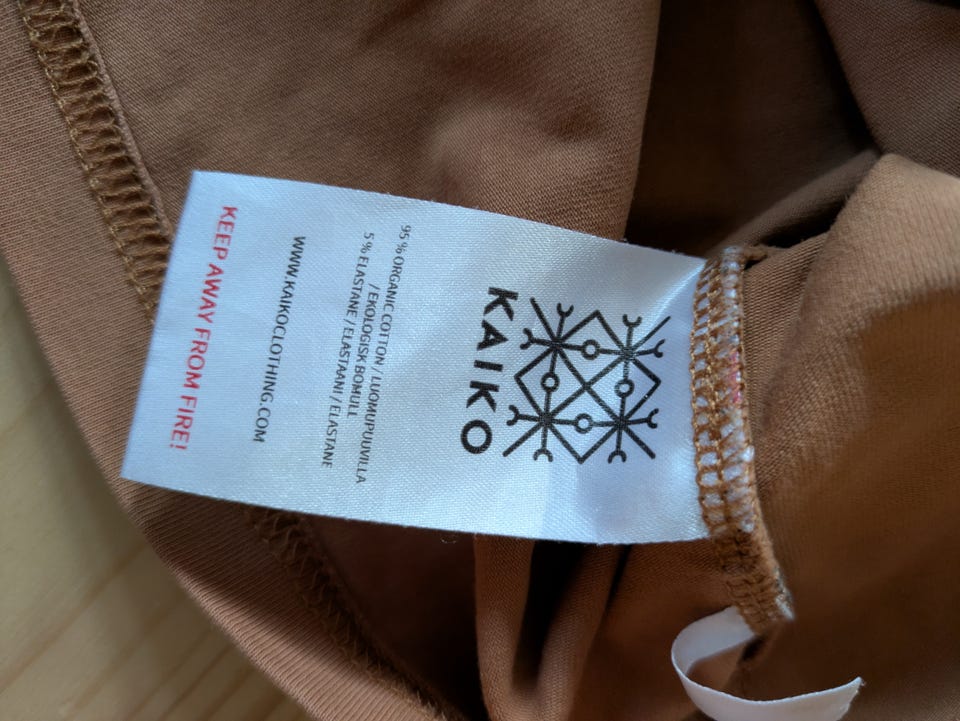 KAIKO
95 % ORGANIC COTTON / LUOMUPUUVILLA
/ EKOLOGISK BOMULL
5 % ELASTANE / ELASTAANI / ELASTANE
WWW.KAIKOCLOTHING.COM
KEEP AWAY FROM FIRE!